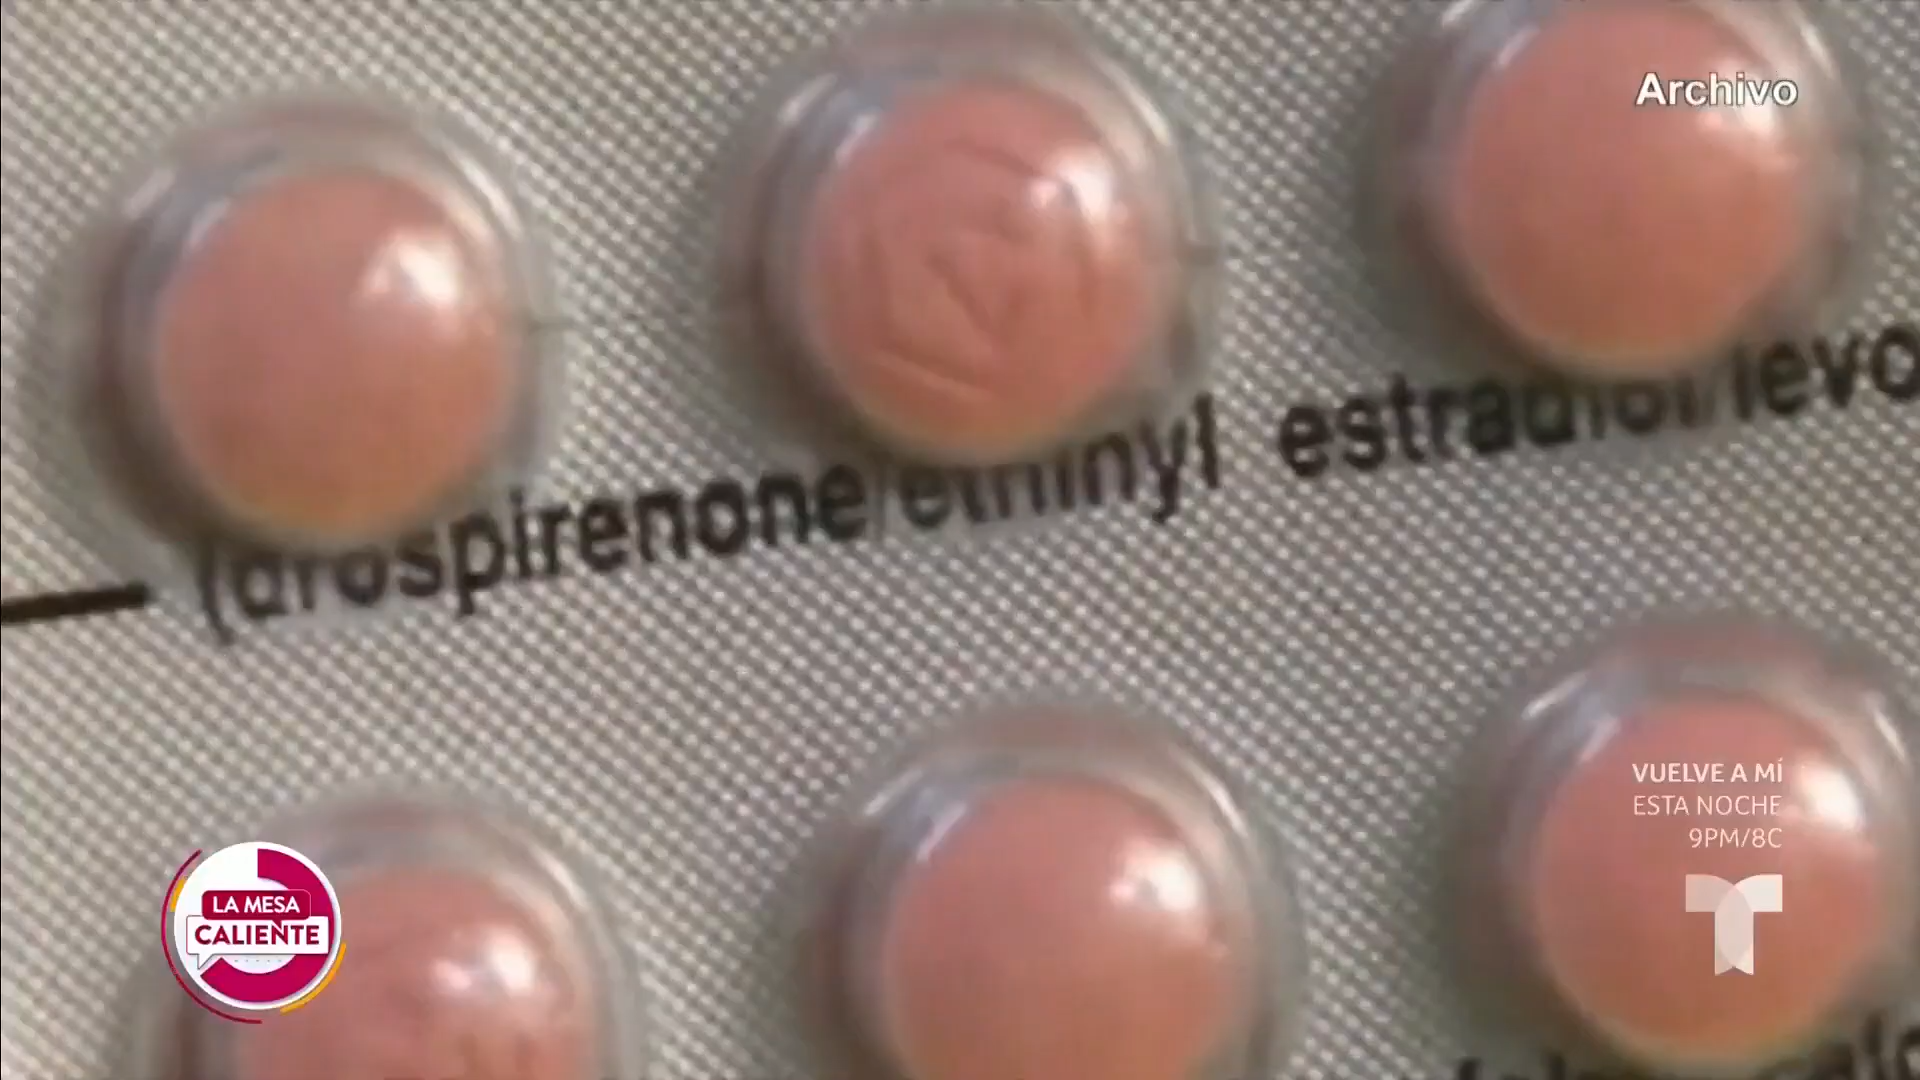 Archivo
(drospirenone/ethinyl estradiol/levo
VUELVE A MÍ
ESTA NOCHE
9PM/8C
LA MESA
CALIENTE